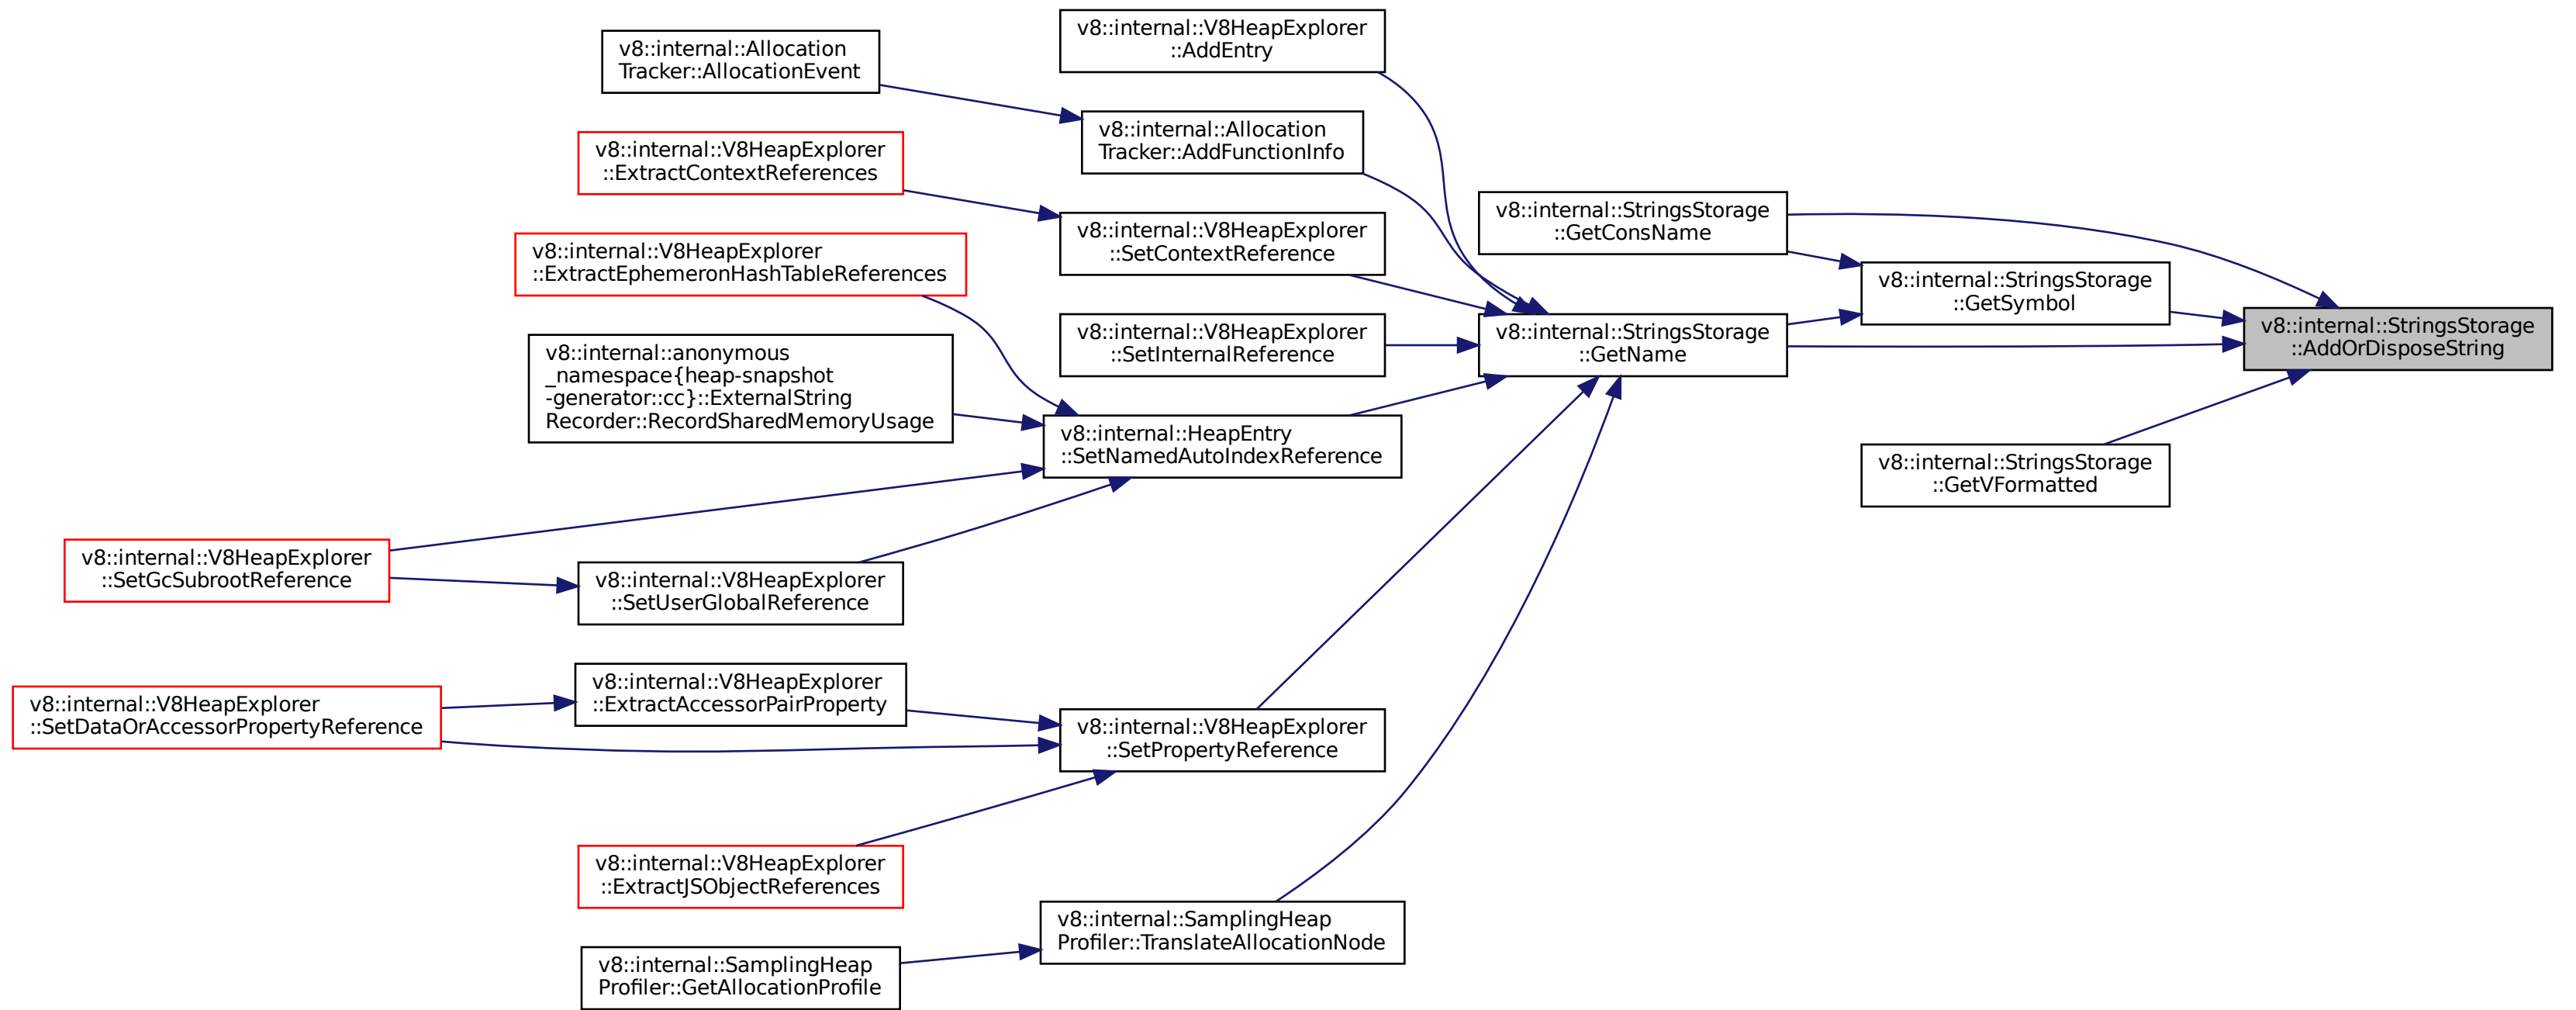 v8::internal::V8HeapExplorer
::AddEntry
v8::internal::Allocation
Tracker::AllocationEvent
v8::internal::Allocation
Tracker::AddFunctionInfo
v8::internal::V8HeapExplorer
::ExtractContextReferences
v8::internal::StringsStorage
::GetConsName
v8::internal::V8HeapExplorer
::SetContextReference
v8::internal::V8HeapExplorer
::ExtractEphemeronHashTableReferences
v8::internal::StringsStorage
::GetSymbol
v8::internal::StringsStorage
::AddOrDisposeString
v8::internal::V8HeapExplorer
::SetInternalReference
v8::internal::StringsStorage
::GetName
v8::internal::anonymous
_namespace{heap-snapshot
-generator::cc}::ExternalString
Recorder::RecordSharedMemoryUsage
v8::internal::HeapEntry
::SetNamedAutoIndexReference
v8::internal::StringsStorage
::GetVFormatted
v8::internal::V8HeapExplorer
::SetGcSubrootReference
v8::internal::V8HeapExplorer
::SetUserGlobalReference
v8::internal::V8HeapExplorer
::ExtractAccessorPairProperty
v8::internal::V8HeapExplorer
::SetDataOrAccessorPropertyReference
v8::internal::V8HeapExplorer
::SetPropertyReference
v8::internal::V8HeapExplorer
::ExtractJSObjectReferences
v8::internal::SamplingHeap
Profiler::TranslateAllocationNode
v8::internal::SamplingHeap
Profiler::GetAllocationProfile